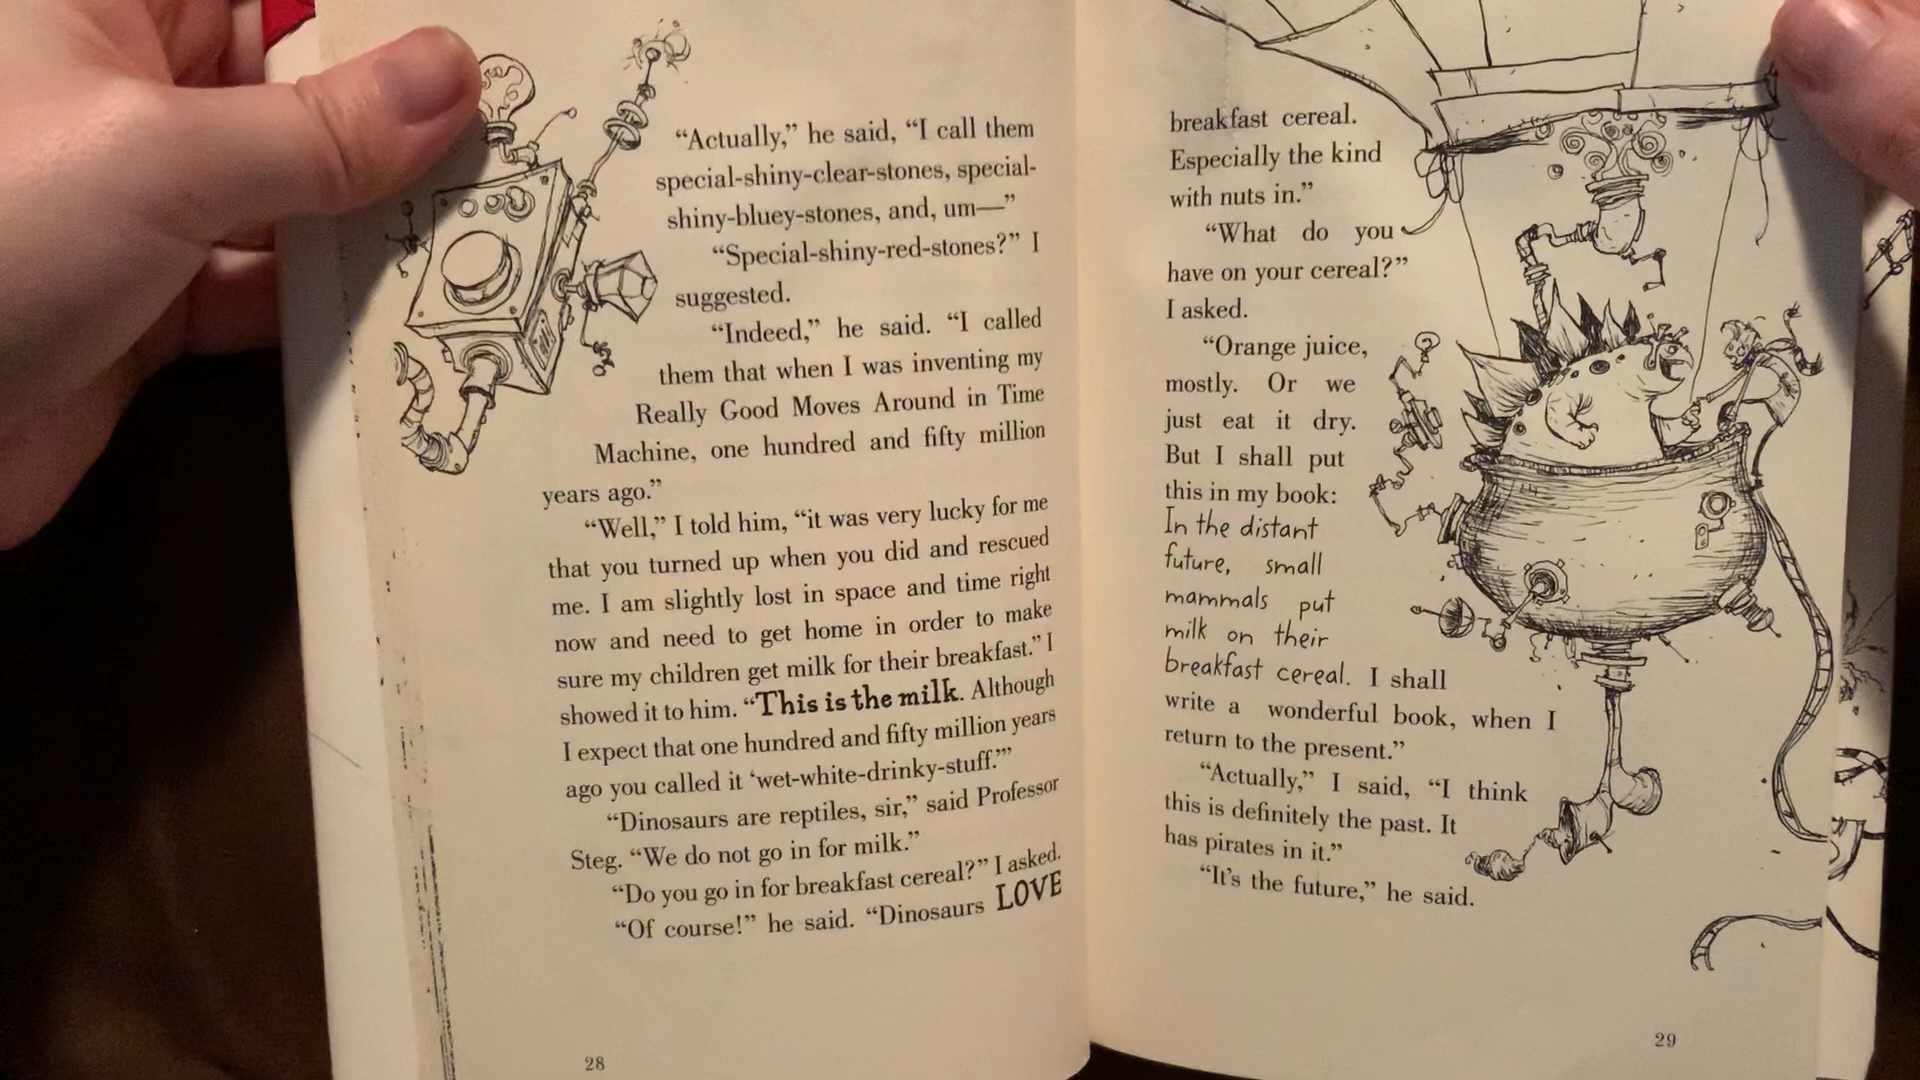 “Actually,” he said, “I call them
special-shiny-clear-stones, special-
shiny-bluey-stones, and, um—”
“Special-shiny-red-stones?” I
suggested.
“Indeed,” he said. “I called
them that when I was inventing my
Really Good Moves Around in Time
Machine, one hundred and fifty million
years ago.”
“Well,” I told him, “it was very lucky for me
that you turned up when you did and rescued
me. I am slightly lost in space and time right
now and need to get home in order to make
sure my children get milk for their breakfast.” I
showed it to him. “This is the milk. Although
I expect that one hundred and fifty million years
ago you called it ‘wet-white-drinky-stuff.’”
“Dinosaurs are reptiles, sir,” said Professor
Steg. “We do not go in for milk.”
“Do you go in for breakfast cereal?” I asked.
“Of course!” he said. “Dinosaurs LOVE
28
breakfast cereal.
Especially the kind
with nuts in.”
“What do you
have on your cereal?”
I asked.
“Orange juice,
mostly. Or we
just eat it dry.
But I shall put
this in my book:
In the distant
future, small
mammals put
milk on their
breakfast cereal. I shall
write a wonderful book, when I
return to the present.”
“Actually,” I said, “I think
this is definitely the past. It
has pirates in it.”
“It’s the future,” he said.
29